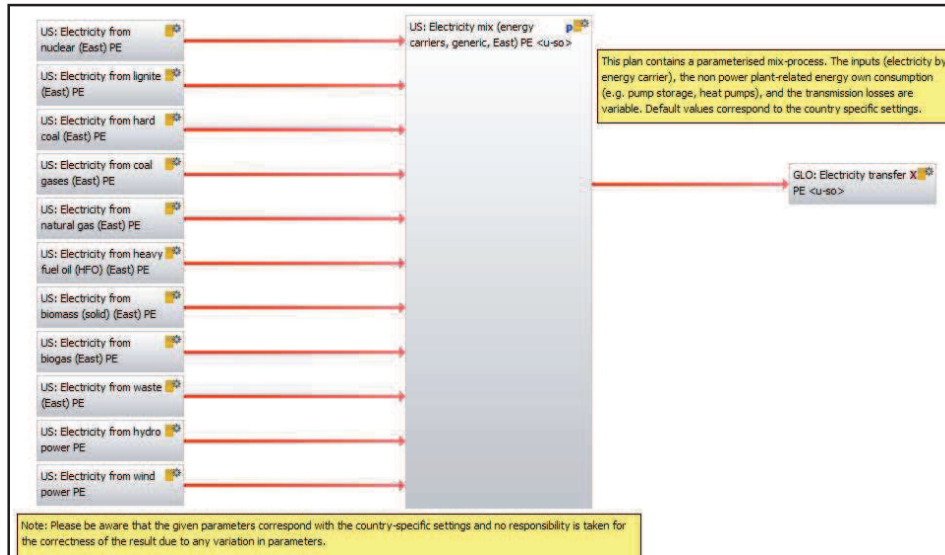 US: Electricity from
nuclear (East) PE
US: Electricity from lignite
(East) PE
US: Electricity from hard
coal (East) PE
US: Electricity from coal
gases (East) PE
US: Electricity from
natural gas (East) PE
US: Electricity from heavy
fuel oil (HFO) (East) PE
US: Electricity from
biomass (solid) (East) PE
US: Electricity from
biogas (East) PE
US: Electricity from waste
(East) PE
US: Electricity from hydro
power PE
US: Electricity from wind
power PE
US: Electricity mix (energy p
carriers, generic, East) PE <u-so>
This plan contains a parameterised mix-process. The inputs (electricity by
energy carrier), the non power plant-related energy own consumption
(e.g. pump storage, heat pumps), and the transmission losses are
variable. Default values correspond to the country specific settings.
GLO: Electricity transfer X
PE <u-so>
Note: Please be aware that the given parameters correspond with the country-specific settings and no responsibility is taken for
the correctness of the result due to any variation in parameters.